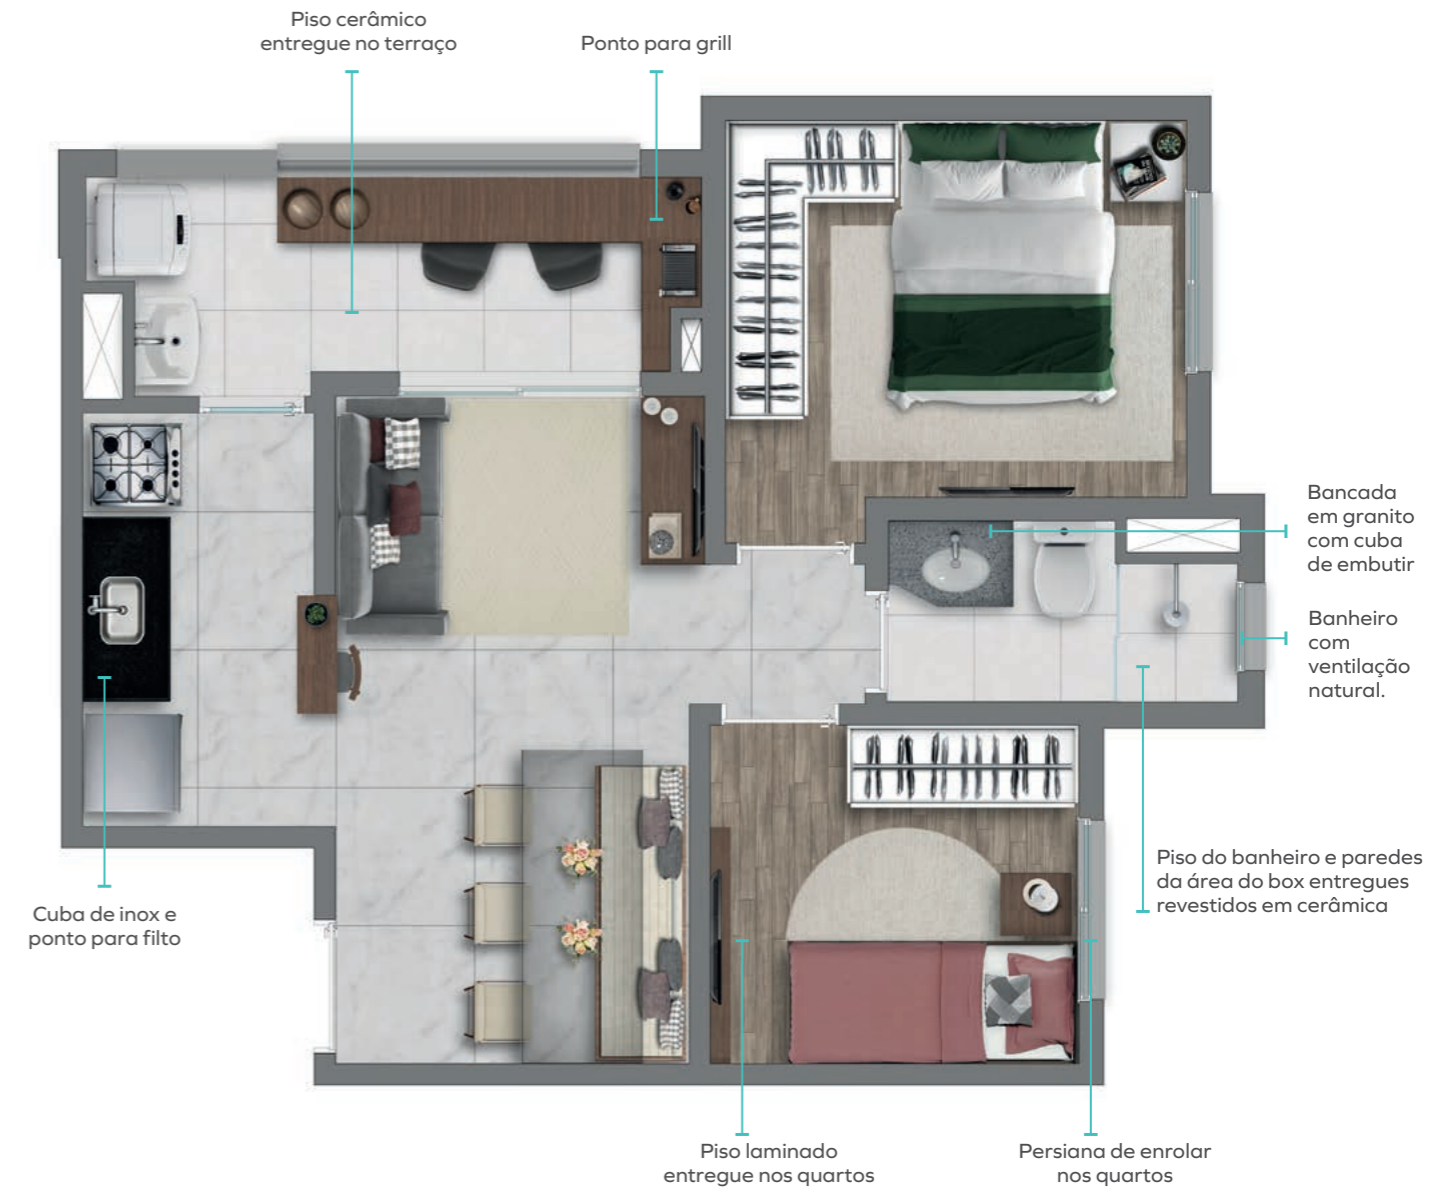 Piso cerâmico
entregue no terraço
Ponto para grill
Bancada
em granito
com cuba
de embutir
Banheiro
com
ventilação
natural.
Piso do banheiro e paredes
da área do box entregues
revestidos em cerâmica
Cuba de inox e
ponto para filto
Piso laminado
entregue nos quartos
Persiana de enrolar
nos quartos